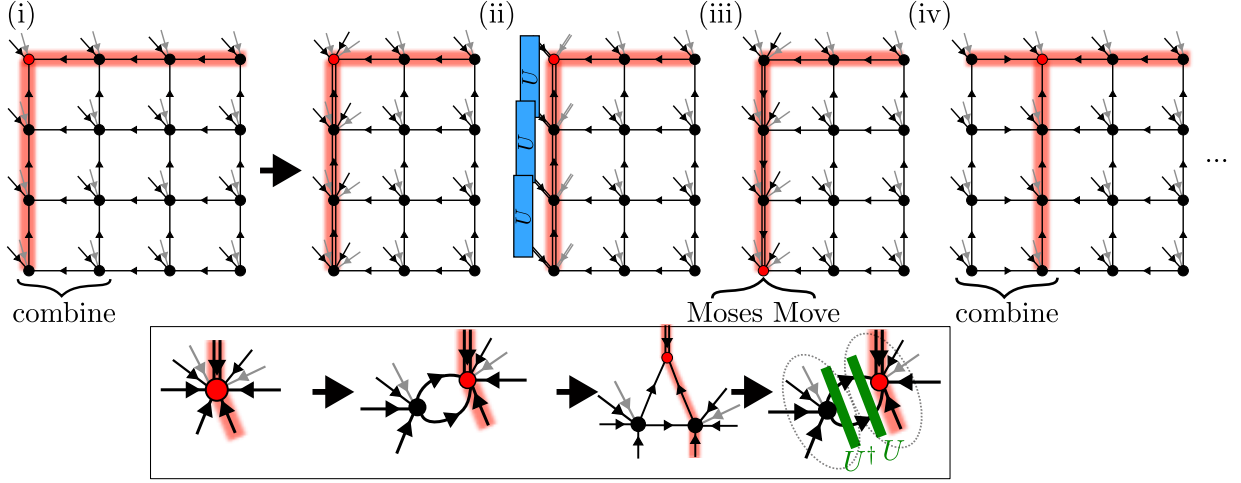 (i) (ii) (iii) (iv)
U
U
U
...
combine Moses Move combine
U† U